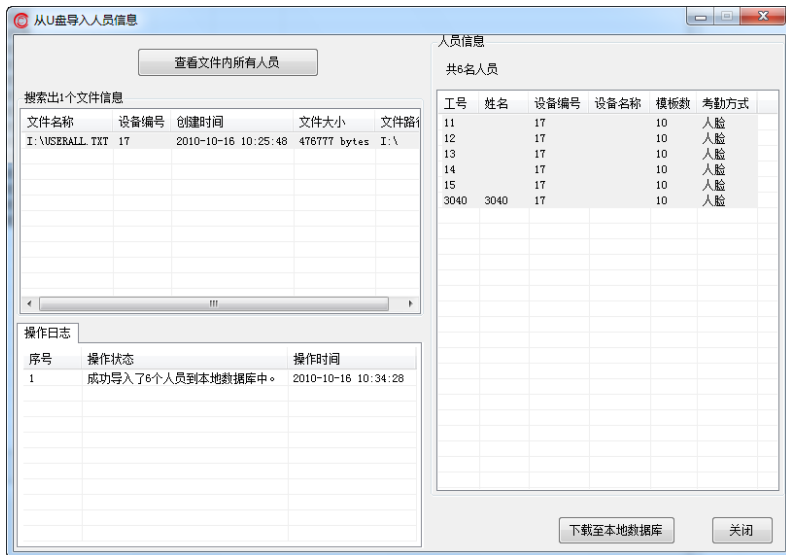 从U盘导入人员信息
查看文件内所有人员
搜索出1个文件信息
文件名称 设备编号 创建时间 文件大小 文件路径
I:\USERALL.TXT 17 2010-10-16 10:25:48 476777 bytes I:\
操作日志
序号 操作状态 操作时间
1 成功导入了6个人员到本地数据库中。 2010-10-16 10:34:28
人员信息
共6名人员
工号 姓名 设备编号 设备名称 模板数 考勤方式
11 17 10 人脸
12 17 10 人脸
13 17 10 人脸
14 17 10 人脸
15 17 10 人脸
3040 3040 17 10 人脸
下载至本地数据库 关闭